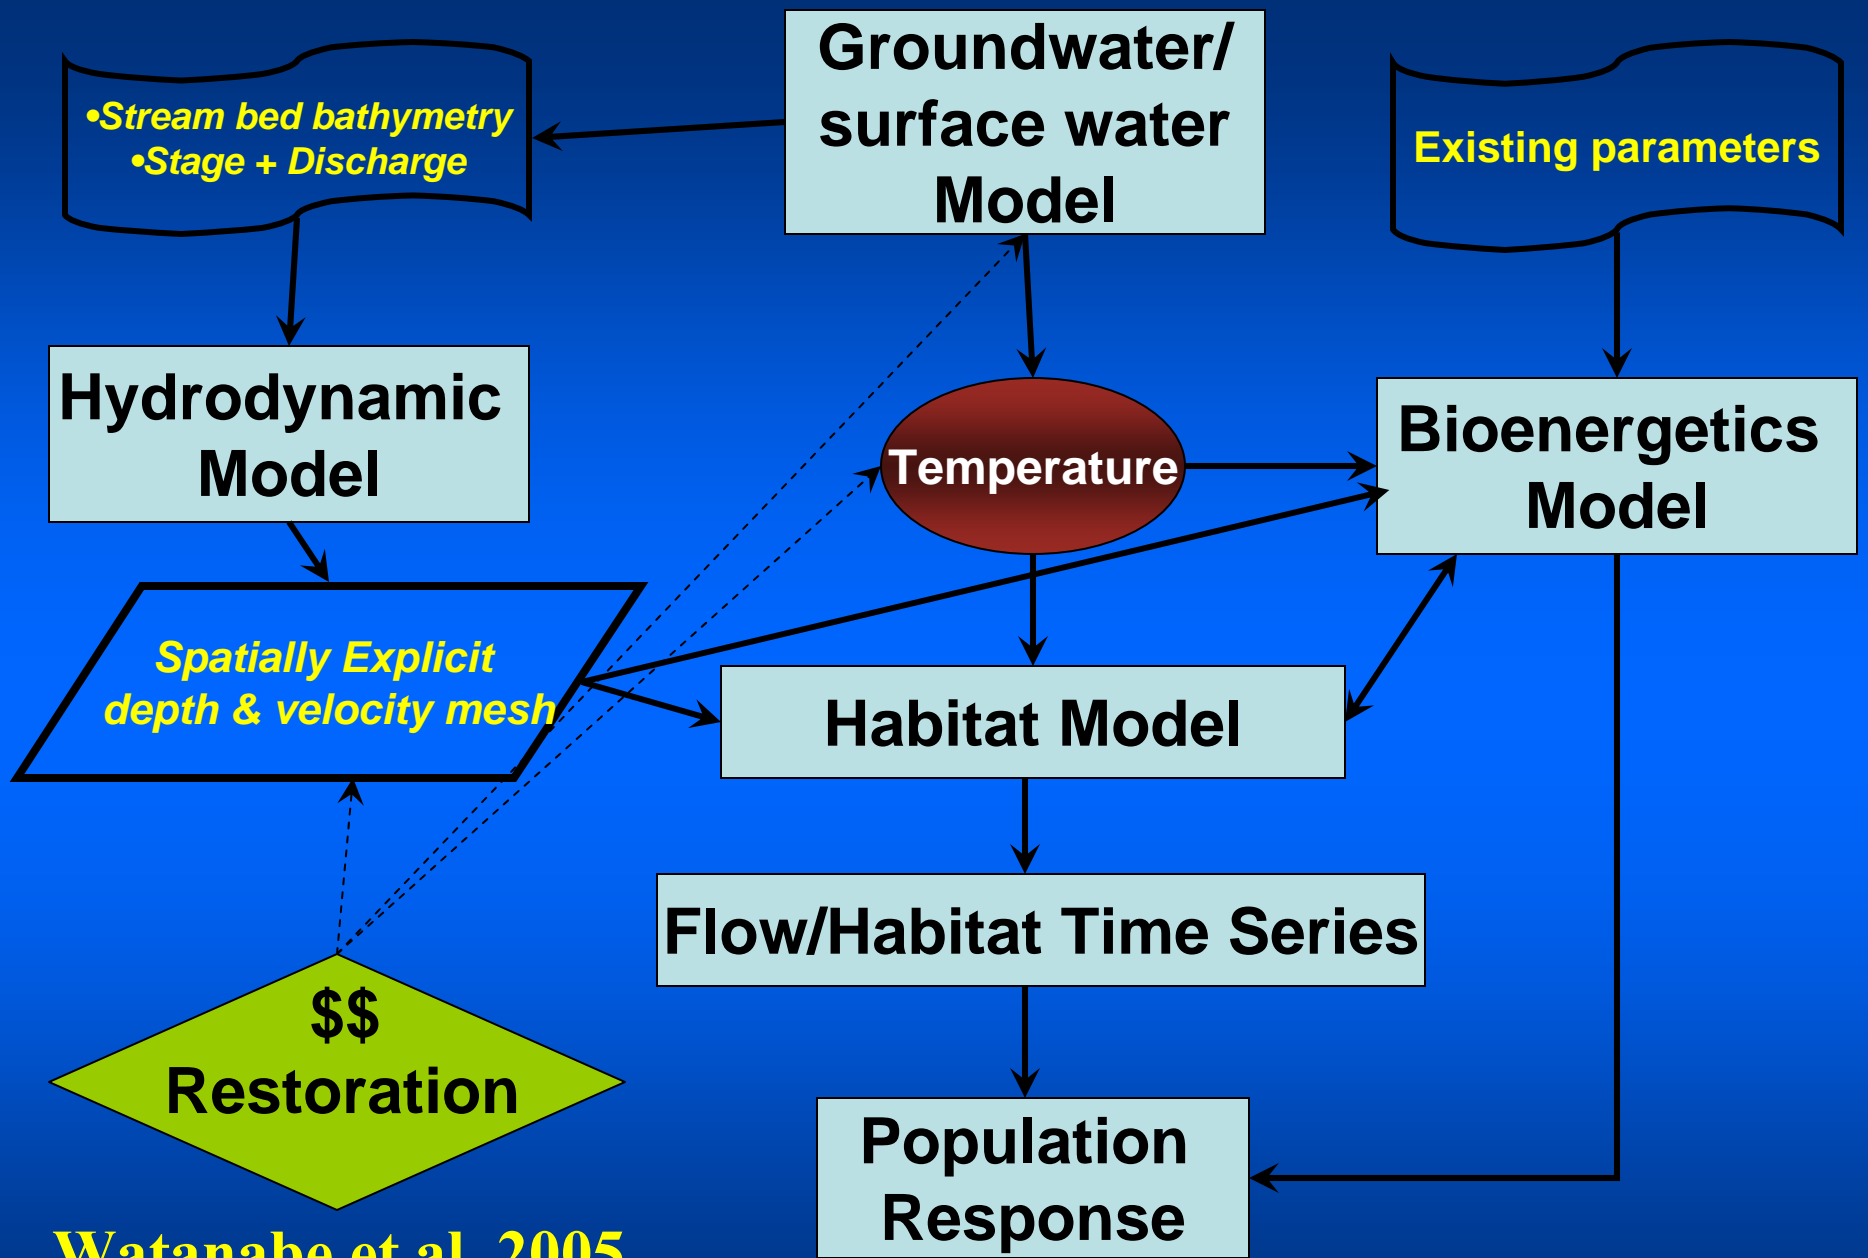 Groundwater/
surface water
Model
•Stream bed bathymetry
•Stage + Discharge
Existing parameters
Hydrodynamic
Model
Temperature
Bioenergetics
Model
Spatially Explicit
depth & velocity mesh
Habitat Model
Flow/Habitat Time Series
$$
Restoration
Population
Response
Watanabe et al. 2005